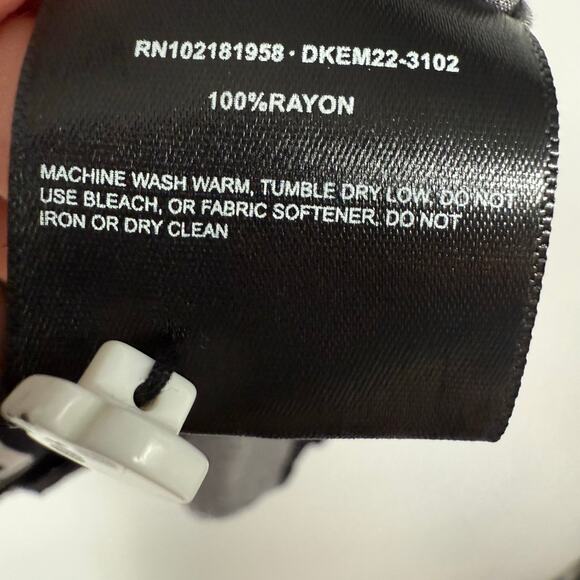 RN102181958 · DKEM22-3102
100%RAYON
MACHINE WASH WARM, TUMBLE DRY LOW. DO NOT
USE BLEACH, OR FABRIC SOFTENER. DO NOT
IRON OR DRY CLEAN